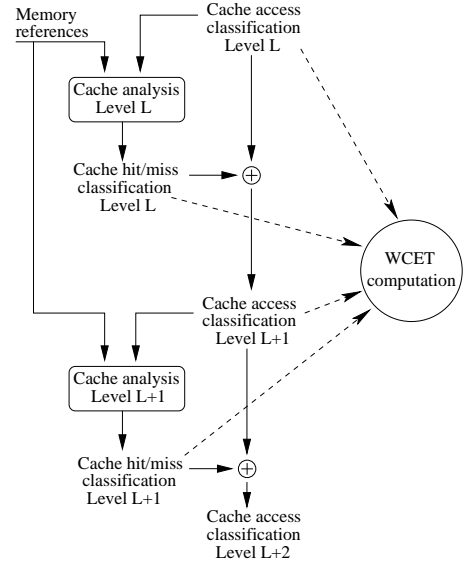 Memory
references
Cache access
classification
Level L
Cache analysis
Level L
Cache hit/miss
classification
Level L
WCET
computation
Cache access
classification
Level L+1
Cache analysis
Level L+1
Cache hit/miss
classification
Level L+1
Cache access
classification
Level L+2